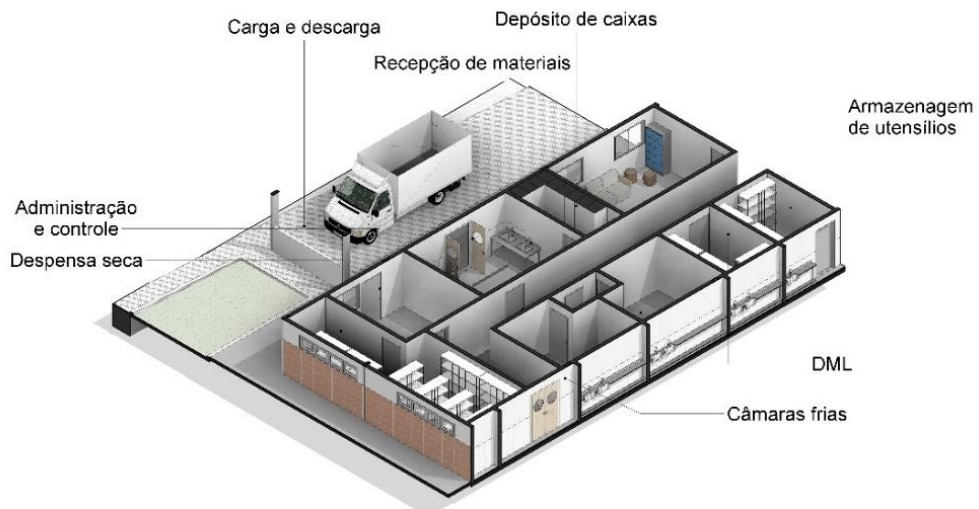 Carga e descarga
Depósito de caixas
Recepção de materiais
Armazenagem
de utensílios
Administração
e controle
Despensa seca
DML
Câmaras frias